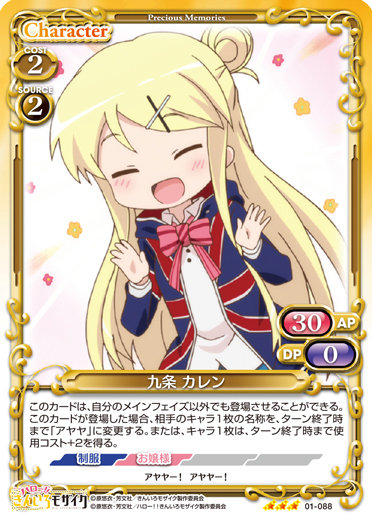 Precious Memories
Character
COST
2
SOURCE
2
30 AP
DP 0
九条 カレン
このカードは、自分のメインフェイズ以外でも登場させることができる。
このカードが登場した場合、相手のキャラ1枚の名称を、ターン終了時
まで「アヤヤ」に変更する。または、キャラ1枚は、ターン終了時まで使
用コスト+2を得る。
制服 お嬢様
アヤヤー! アヤヤー!
ハロー!!
きんいろモザイク
©原悠衣・芳文社/きんいろモザイク製作委員会
©原悠衣・芳文社/ハロー!!きんいろモザイク製作委員会
01-088